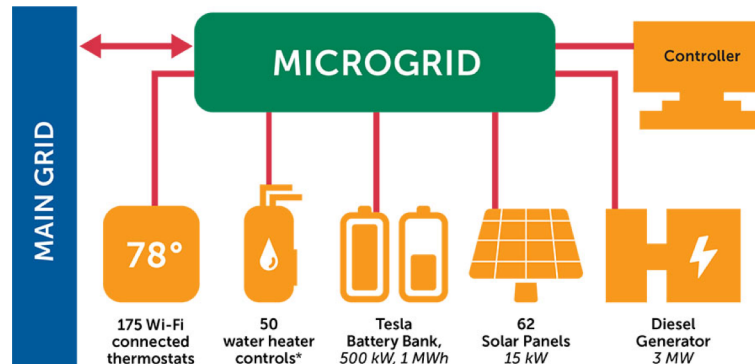 MAIN GRID
MICROGRID
Controller
78°
175 Wi-Fi
connected
thermostats
50
water heater
controls*
Tesla
Battery Bank,
500 kW, 1 MWh
62
Solar Panels
15 kW
Diesel
Generator
3 MW